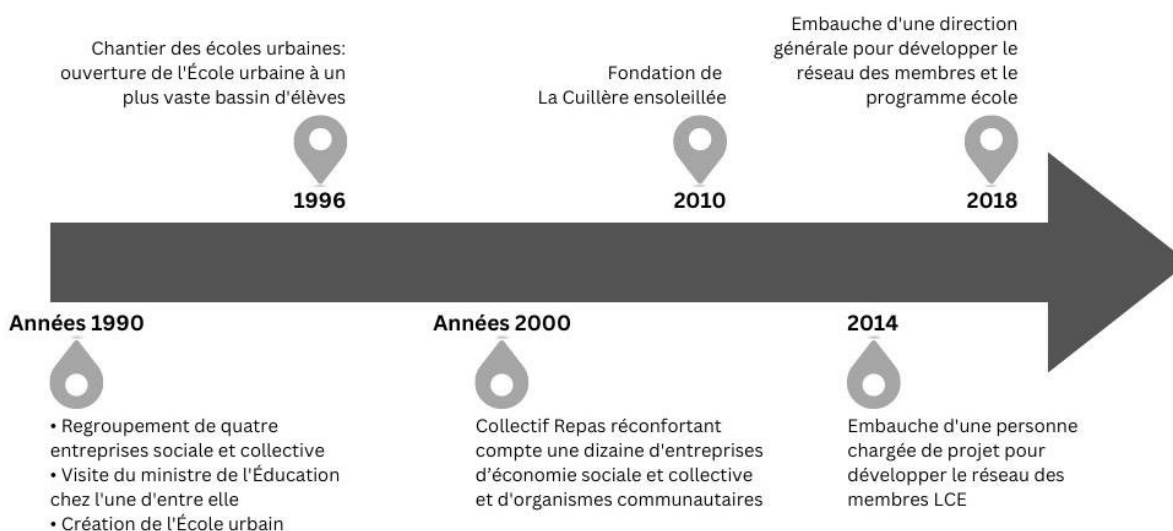 Chantier des écoles urbaines:
ouverture de l'École urbaine à un
plus vaste bassin d'élèves
1996
Fondation de
La Cuillère ensoleillée
2010
Embauche d'une direction
générale pour développer le
réseau des membres et le
programme école
2018
Années 1990
• Regroupement de quatre
entreprises sociale et collective
• Visite du ministre de l'Éducation
chez l'une d'entre elle
• Création de l'École urbain
Années 2000
Collectif Repas réconfortant
compte une dizaine d'entreprises
d’économie sociale et collective
et d'organismes communautaires
2014
Embauche d'une personne
chargée de projet pour
développer le réseau des
membres LCE